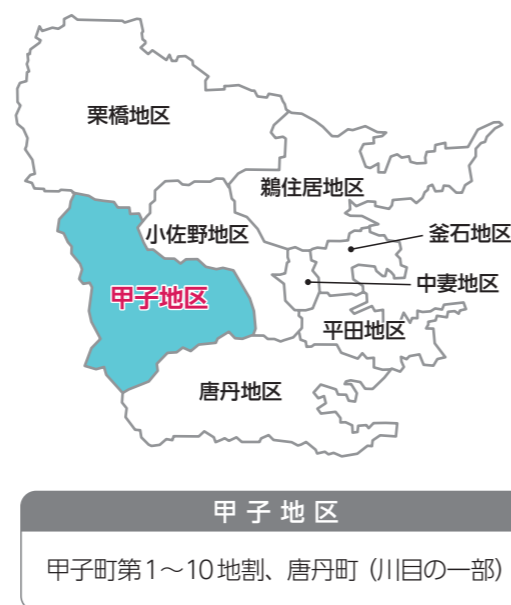 栗橋地区
鵜住居地区
小佐野地区
釜石地区
甲子地区
中妻地区
平田地区
唐丹地区
甲子地区
甲子町第1～10地割、唐丹町（川目の一部）